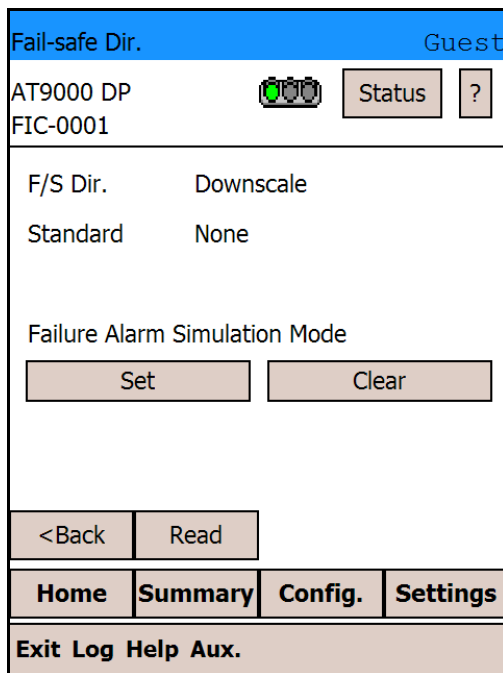 Fail-safe Dir. Guest
AT9000 DP
FIC-0001
Status ?
F/S Dir. Downscale
Standard None
Failure Alarm Simulation Mode
Set Clear
<Back Read
Home Summary Config. Settings
Exit Log Help Aux.